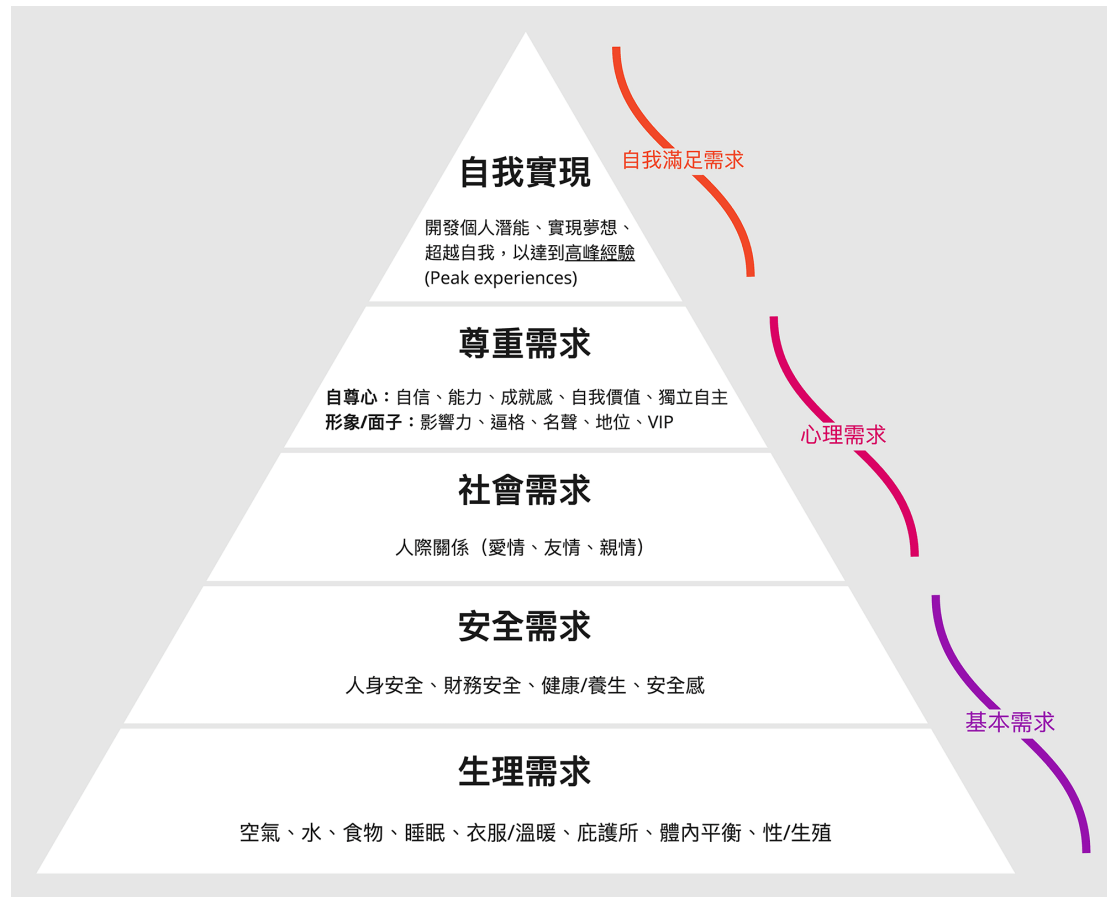 自我實現
自我滿足需求
開發個人潛能、實現夢想、
超越自我，以達到高峰經驗
(Peak experiences)
尊重需求
自尊心：自信、能力、成就感、自我價值、獨立自主
形象/面子：影響力、逼格、名聲、地位、VIP
心理需求
社會需求
人際關係（愛情、友情、親情）
安全需求
人身安全、財務安全、健康/養生、安全感
基本需求
生理需求
空氣、水、食物、睡眠、衣服/溫暖、庇護所、體內平衡、性/生殖